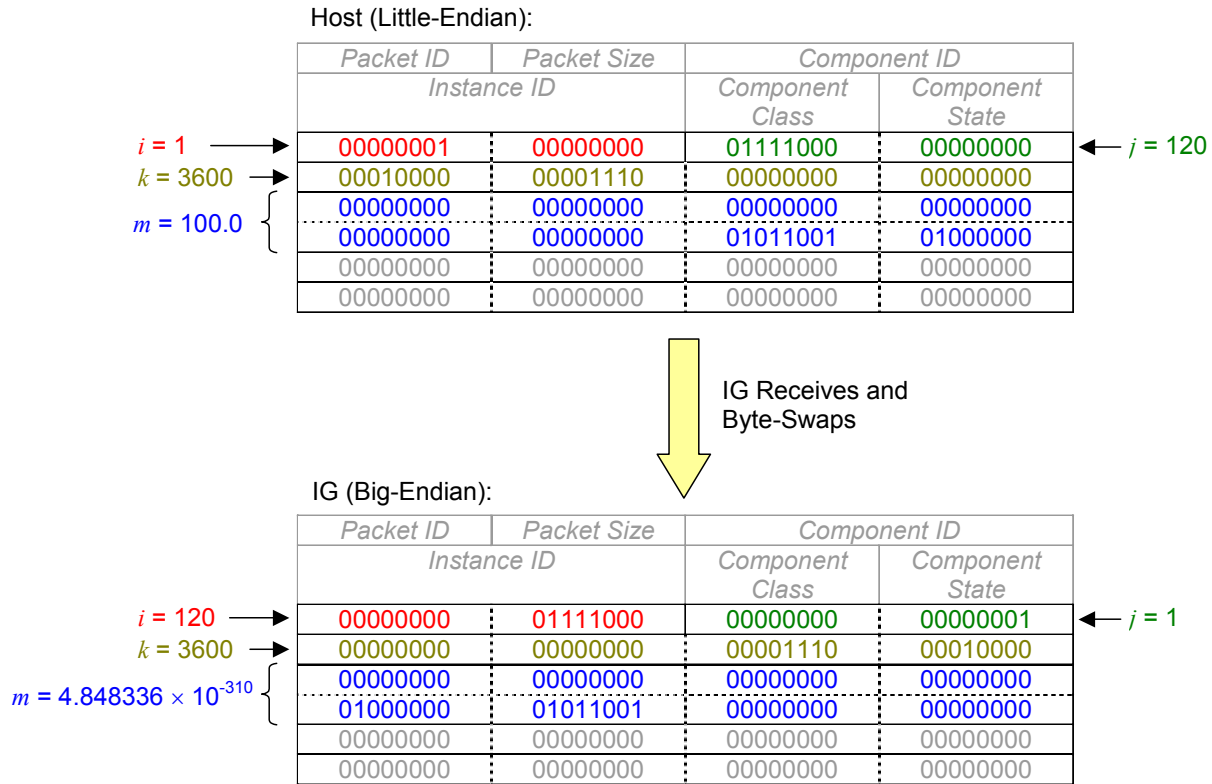 Host (Little-Endian):
Packet ID Packet Size Component ID
Instance ID Component Class Component State
i = 1 00000001 00000000 01111000 00000000 j = 120
k = 3600 00010000 00001110 00000000 00000000
m = 100.0
00000000 00000000 00000000 00000000
00000000 00000000 01011001 01000000
00000000 00000000 00000000 00000000
00000000 00000000 00000000 00000000
IG Receives and
Byte-Swaps
IG (Big-Endian):
Packet ID Packet Size Component ID
Instance ID Component Class Component State
i = 120 00000000 01111000 00000000 00000001 j = 1
k = 3600 00000000 00000000 00001110 00010000
m = 4.848336 × 10^-310
00000000 00000000 00000000 00000000
01000000 01011001 00000000 00000000
00000000 00000000 00000000 00000000
00000000 00000000 00000000 00000000